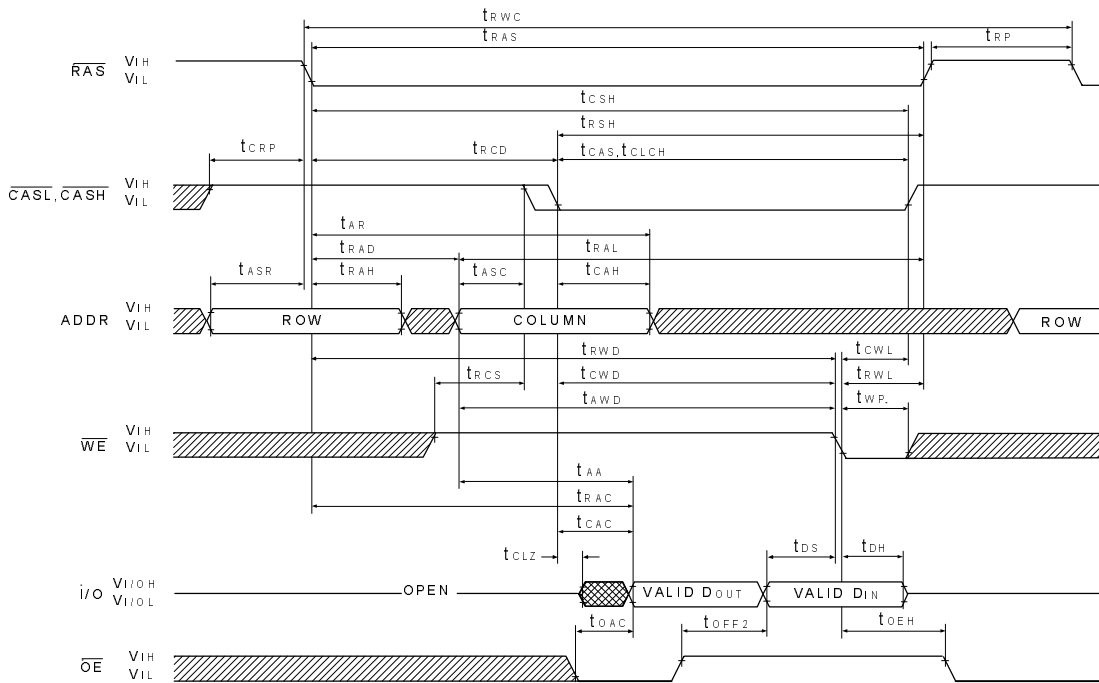 tRWC
tRAS
tRP
RAS VIH
VIL
tCSH
tRSH
tCRP
tRCD
tCAS,tCLCH
CASL,CASH VIH
VIL
tAR
tRAD
tRAL
tASR
tRAH
tASC
tCAH
ADDR VIH
VIL
ROW
COLUMN
ROW
tRWD
tCWL
tRCS
tCWD
tRWL
tAWD
tWP.
WE VIH
VIL
tAA
tRAC
tCAC
tCLZ
tDS
tDH
i/O VI/OH
VI/OL
OPEN
VALID DOUT
VALID DIN
tOAC
tOFF2
tOEH
OE VIH
VIL